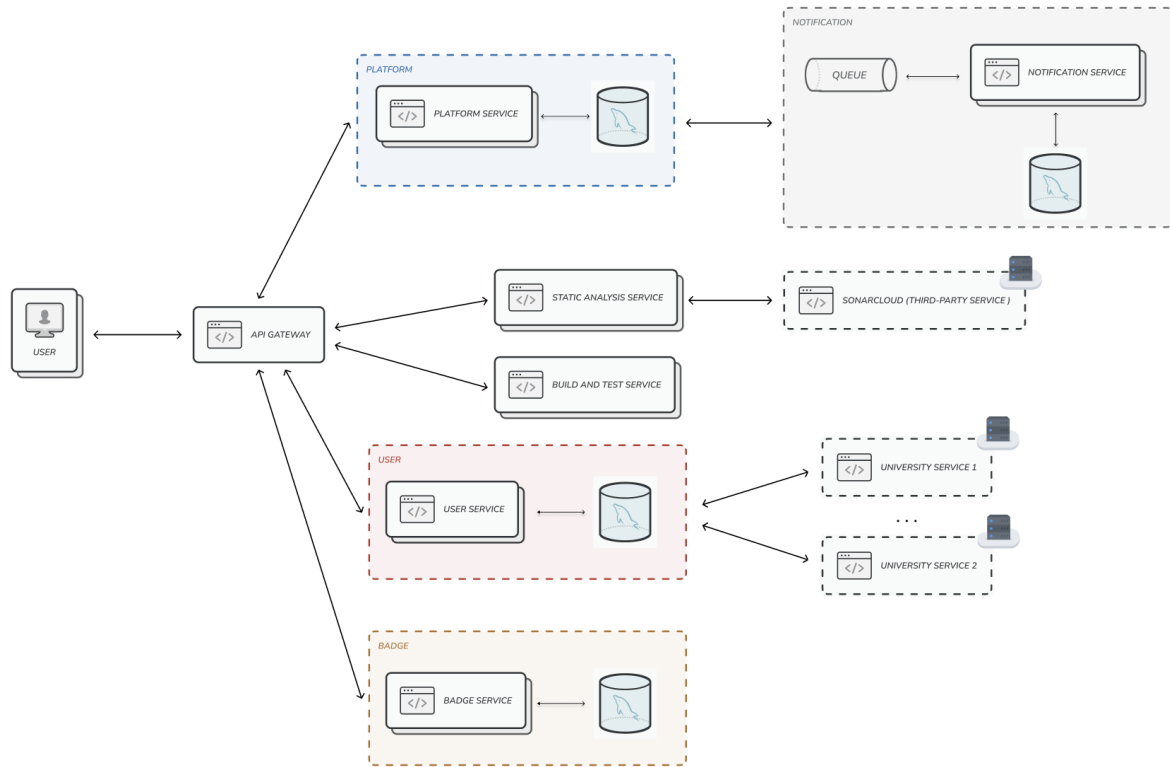 NOTIFICATION
QUEUE
NOTIFICATION SERVICE
PLATFORM
PLATFORM SERVICE
STATIC ANALYSIS SERVICE
SONARCLOUD (THIRD-PARTY SERVICE )
USER
API GATEWAY
BUILD AND TEST SERVICE
USER
USER SERVICE
UNIVERSITY SERVICE 1
...
UNIVERSITY SERVICE 2
BADGE
BADGE SERVICE